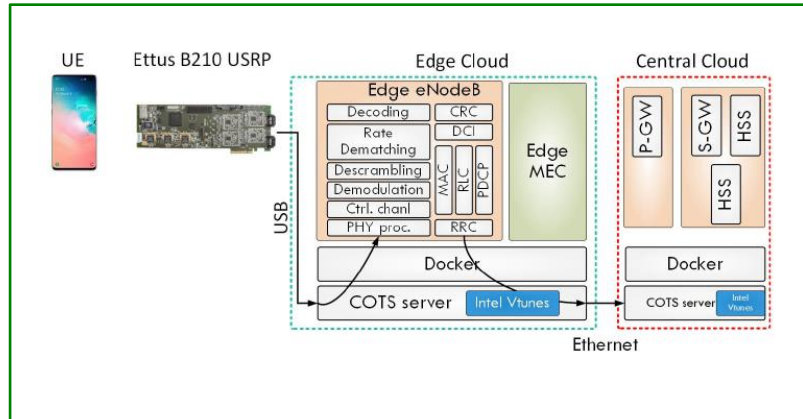 UE
Ettus B210 USRP
Edge Cloud
Central Cloud
Edge eNodeB
Decoding
CRC
Rate
Dematching
DCI
Descrambling
Demodulation
Ctrl. chanl
PHY proc.
MAC
RLC
PDCP
RRC
Edge
MEC
P-GW
S-GW
HSS
HSS
USB
Docker
Docker
COTS server
Intel Vtunes
COTS server
Intel
Vtunes
Ethernet